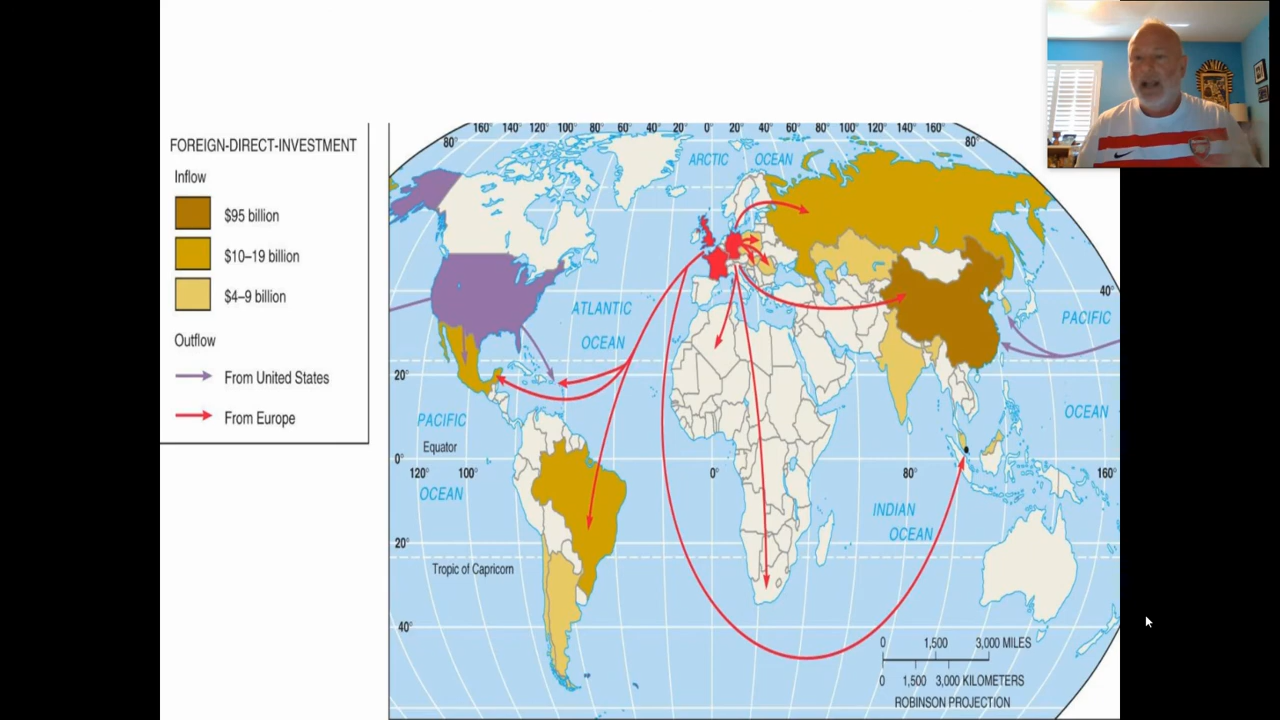 FOREIGN-DIRECT-INVESTMENT
Inflow
$95 billion
$10–19 billion
$4–9 billion
Outflow
From United States
From Europe
160° 140° 120° 100° 80° 60° 40° 20° 0° 20° 40° 60° 80° 100° 120° 140° 160°
80° 80°
ARCTIC OCEAN
40°
ATLANTIC
OCEAN
PACIFIC
20°
PACIFIC
OCEAN
Equator
0°
120° 100° 0° 80° 160°
OCEAN
INDIAN
OCEAN
20°
Tropic of Capricorn
40°
0 1,500 3,000 MILES
0 1,500 3,000 KILOMETERS
ROBINSON PROJECTION